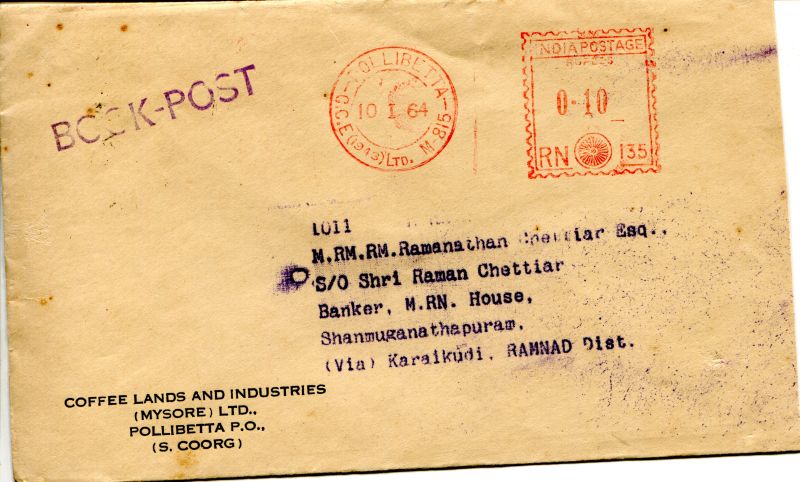 BOOK-POST
C.C.E (1943) LTD. POLLIBETTA M-815
10 I 64
INDIA POSTAGE
RUPEES
0·10
RN 135
1011
M.RM.RM.Ramanathan Chettiar Esq.,
S/O Shri Raman Chettiar
Banker, M.RN. House,
Shanmuganathapuram,
(Via) Karaikudi, RAMNAD Dist.
COFFEE LANDS AND INDUSTRIES
(MYSORE) LTD.,
POLLIBETTA P.O.,
(S. COORG)